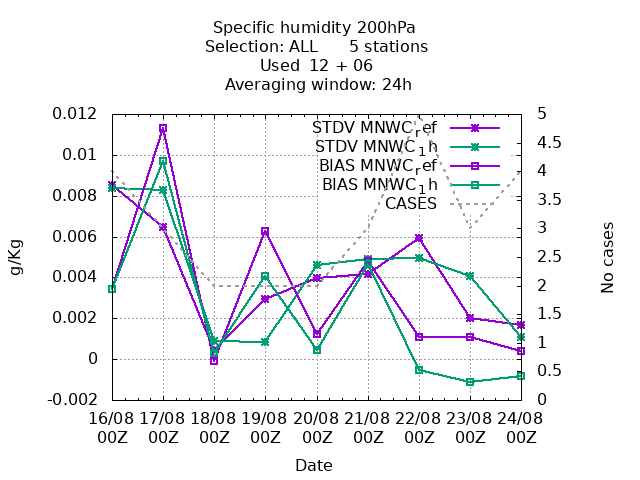 Specific humidity 200hPa
Selection: ALL 5 stations
Used 12 + 06
Averaging window: 24h
g/Kg
0.012
0.01
0.008
0.006
0.004
0.002
0
-0.002
STDV MNWCref
STDV MNWC1h
BIAS MNWCref
BIAS MNWC1h
CASES
5
4.5
4
3.5
3
2.5
2
1.5
1
0.5
0
No cases
16/08 17/08 18/08 19/08 20/08 21/08 22/08 23/08 24/08
00Z 00Z 00Z 00Z 00Z 00Z 00Z 00Z 00Z
Date